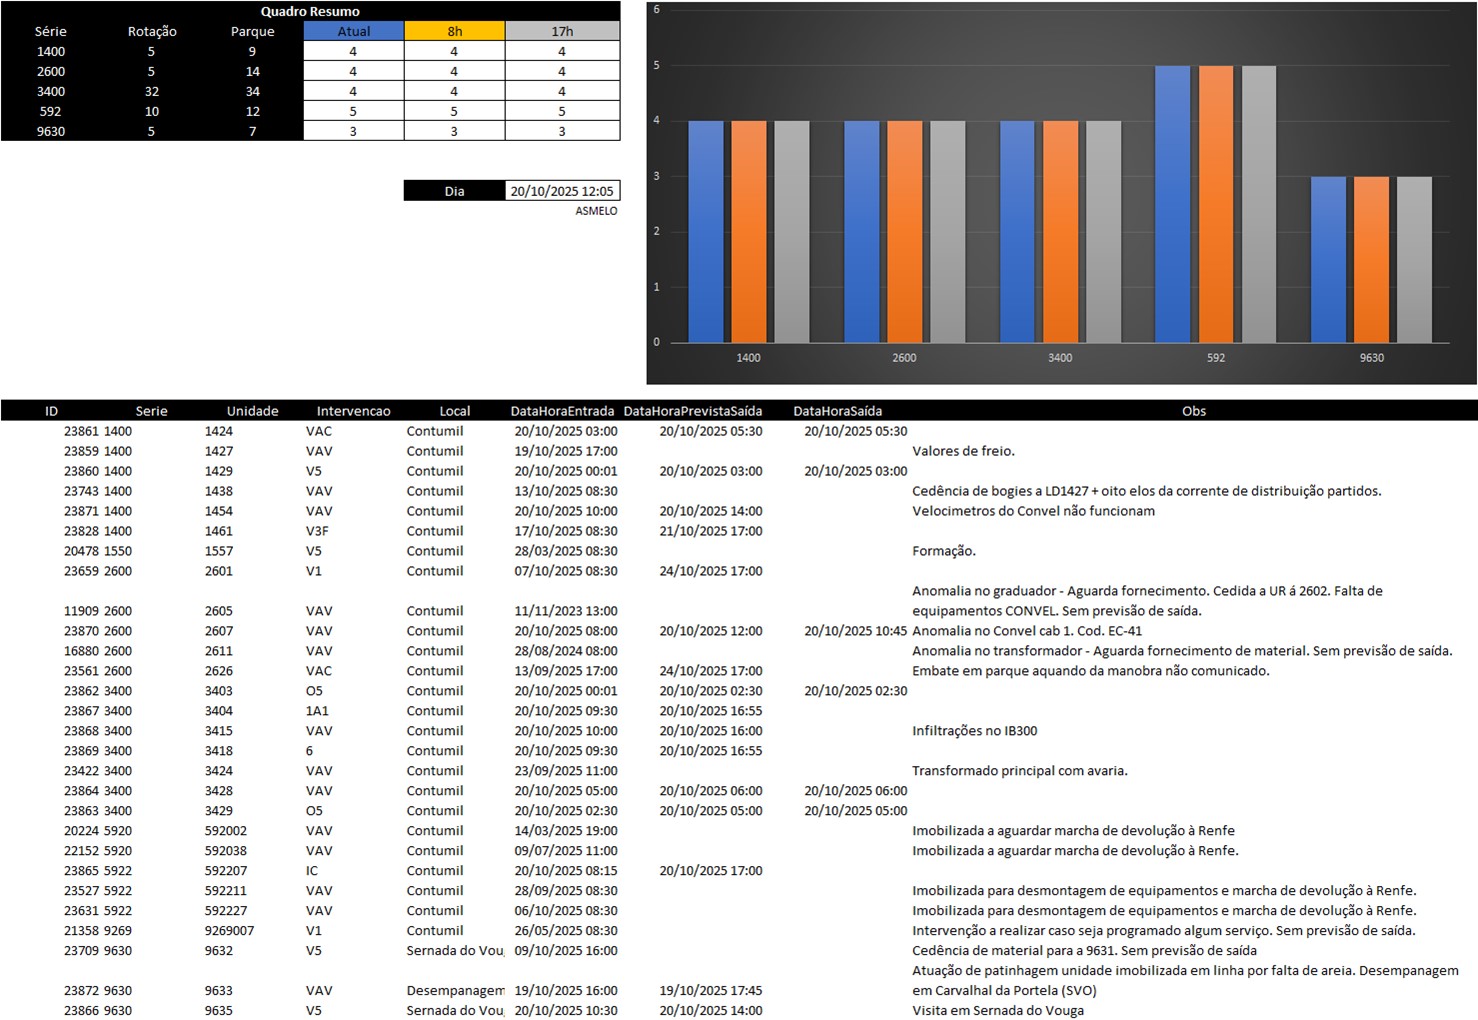 Quadro Resumo
Série Rotação Parque Atual 8h 17h
1400 5 9 4 4 4
2600 5 14 4 4 4
3400 32 34 4 4 4
592 10 12 5 5 5
9630 5 7 3 3 3
Dia 20/10/2025 12:05
ASMELO
6
5
4
3
2
1
0
1400 2600 3400 592 9630
ID Serie Unidade Intervencao Local DataHoraEntrada DataHoraPrevistaSaída DataHoraSaída Obs
23861 1400 1424 VAC Contumil 20/10/2025 03:00 20/10/2025 05:30 20/10/2025 05:30
23859 1400 1427 VAV Contumil 19/10/2025 17:00 Valores de freio.
23860 1400 1429 V5 Contumil 20/10/2025 00:01 20/10/2025 03:00 20/10/2025 03:00
23743 1400 1438 VAV Contumil 13/10/2025 08:30 Cedência de bogies a LD1427 + oito elos da corrente de distribuição partidos.
23871 1400 1454 VAV Contumil 20/10/2025 10:00 20/10/2025 14:00 Velocimetros do Convel não funcionam
23828 1400 1461 V3F Contumil 17/10/2025 08:30 21/10/2025 17:00
20478 1550 1557 V5 Contumil 28/03/2025 08:30 Formação.
23659 2600 2601 V1 Contumil 07/10/2025 08:30 24/10/2025 17:00
Anomalia no graduador - Aguarda fornecimento. Cedida a UR á 2602. Falta de
11909 2600 2605 VAV Contumil 11/11/2023 13:00 equipamentos CONVEL. Sem previsão de saída.
23870 2600 2607 VAV Contumil 20/10/2025 08:00 20/10/2025 12:00 20/10/2025 10:45 Anomalia no Convel cab 1. Cod. EC-41
16880 2600 2611 VAV Contumil 28/08/2024 08:00 Anomalia no transformador - Aguarda fornecimento de material. Sem previsão de saída.
23561 2600 2626 VAC Contumil 13/09/2025 17:00 24/10/2025 17:00 Embate em parque aquando da manobra não comunicado.
23862 3400 3403 O5 Contumil 20/10/2025 00:01 20/10/2025 02:30 20/10/2025 02:30
23867 3400 3404 1A1 Contumil 20/10/2025 09:30 20/10/2025 16:55
23868 3400 3415 VAV Contumil 20/10/2025 10:00 20/10/2025 16:00 Infiltrações no IB300
23869 3400 3418 6 Contumil 20/10/2025 09:30 20/10/2025 16:55
23422 3400 3424 VAV Contumil 23/09/2025 11:00 Transformado principal com avaria.
23864 3400 3428 VAV Contumil 20/10/2025 05:00 20/10/2025 06:00 20/10/2025 06:00
23863 3400 3429 O5 Contumil 20/10/2025 02:30 20/10/2025 05:00 20/10/2025 05:00
20224 5920 592002 VAV Contumil 14/03/2025 19:00 Imobilizada a aguardar marcha de devolução à Renfe
22152 5920 592038 VAV Contumil 09/07/2025 11:00 Imobilizada a aguardar marcha de devolução à Renfe.
23865 5922 592207 IC Contumil 20/10/2025 08:15 20/10/2025 17:00
23527 5922 592211 VAV Contumil 28/09/2025 08:30 Imobilizada para desmontagem de equipamentos e marcha de devolução à Renfe.
23631 5922 592227 VAV Contumil 06/10/2025 08:30 Imobilizada para desmontagem de equipamentos e marcha de devolução à Renfe.
21358 9269 9269007 V1 Contumil 26/05/2025 08:30 Intervenção a realizar caso seja programado algum serviço. Sem previsão de saída.
23709 9630 9632 V5 Sernada do Vou 09/10/2025 16:00 Cedência de material para a 9631. Sem previsão de saída
Atuação de patinhagem unidade imobilizada em linha por falta de areia. Desempanagem
23872 9630 9633 VAV Desempanagem 19/10/2025 16:00 19/10/2025 17:45 em Carvalhal da Portela (SVO)
23866 9630 9635 V5 Sernada do Vou 20/10/2025 10:30 20/10/2025 14:00 Visita em Sernada do Vouga